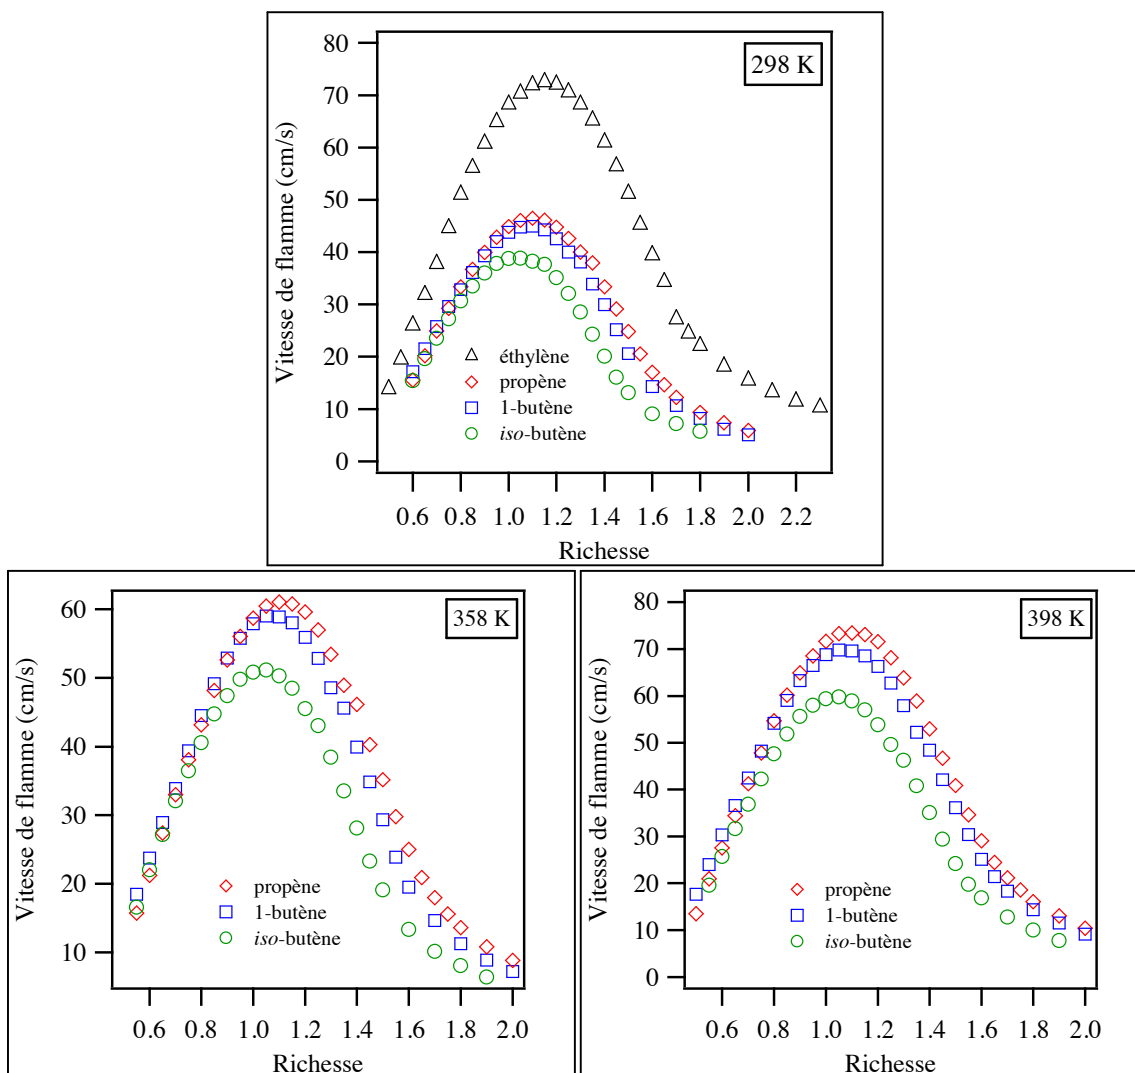 298 K
Vitesse de flamme (cm/s)
80
70
60
50
40
30
20
10
0
éthylène
propène
1-butène
iso-butène
0.6 0.8 1.0 1.2 1.4 1.6 1.8 2.0 2.2
Richesse
358 K
Vitesse de flamme (cm/s)
60
50
40
30
20
10
propène
1-butène
iso-butène
0.6 0.8 1.0 1.2 1.4 1.6 1.8 2.0
Richesse
398 K
Vitesse de flamme (cm/s)
80
70
60
50
40
30
20
10
0
propène
1-butène
iso-butène
0.6 0.8 1.0 1.2 1.4 1.6 1.8 2.0
Richesse